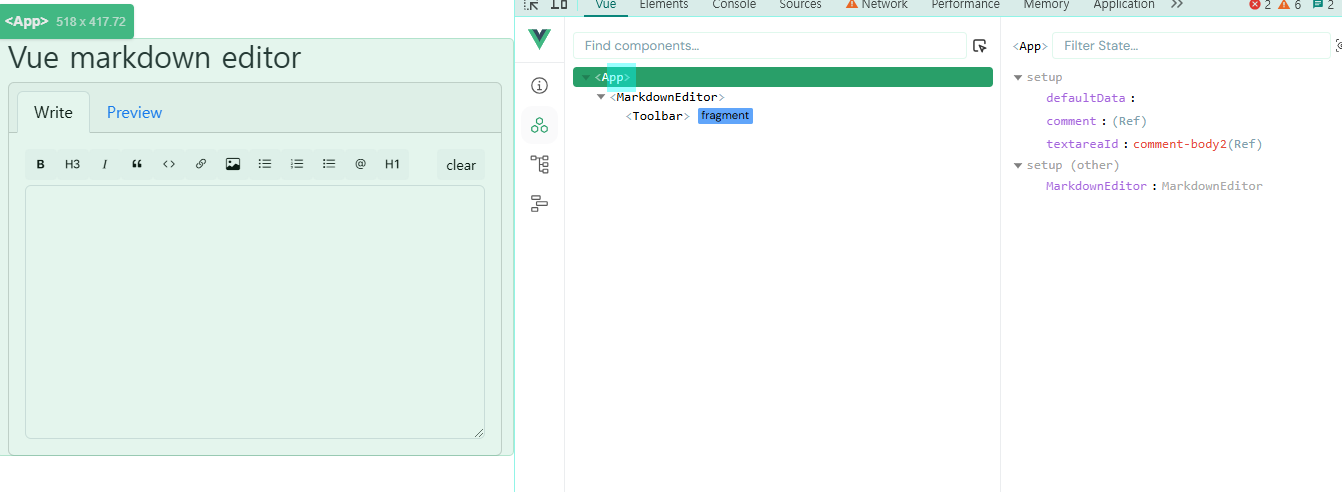 <App> 518 x 417.72
Vue markdown editor
Write Preview
B H3 I “ <> @ H1 clear
Vue Elements Console Sources Network Performance Memory Application >> 2 6 2
Find components...
<App>
<MarkdownEditor>
<Toolbar> fragment
<App> Filter State...
setup
defaultData :
comment : (Ref)
textareaId : comment-body2(Ref)
setup (other)
MarkdownEditor : MarkdownEditor